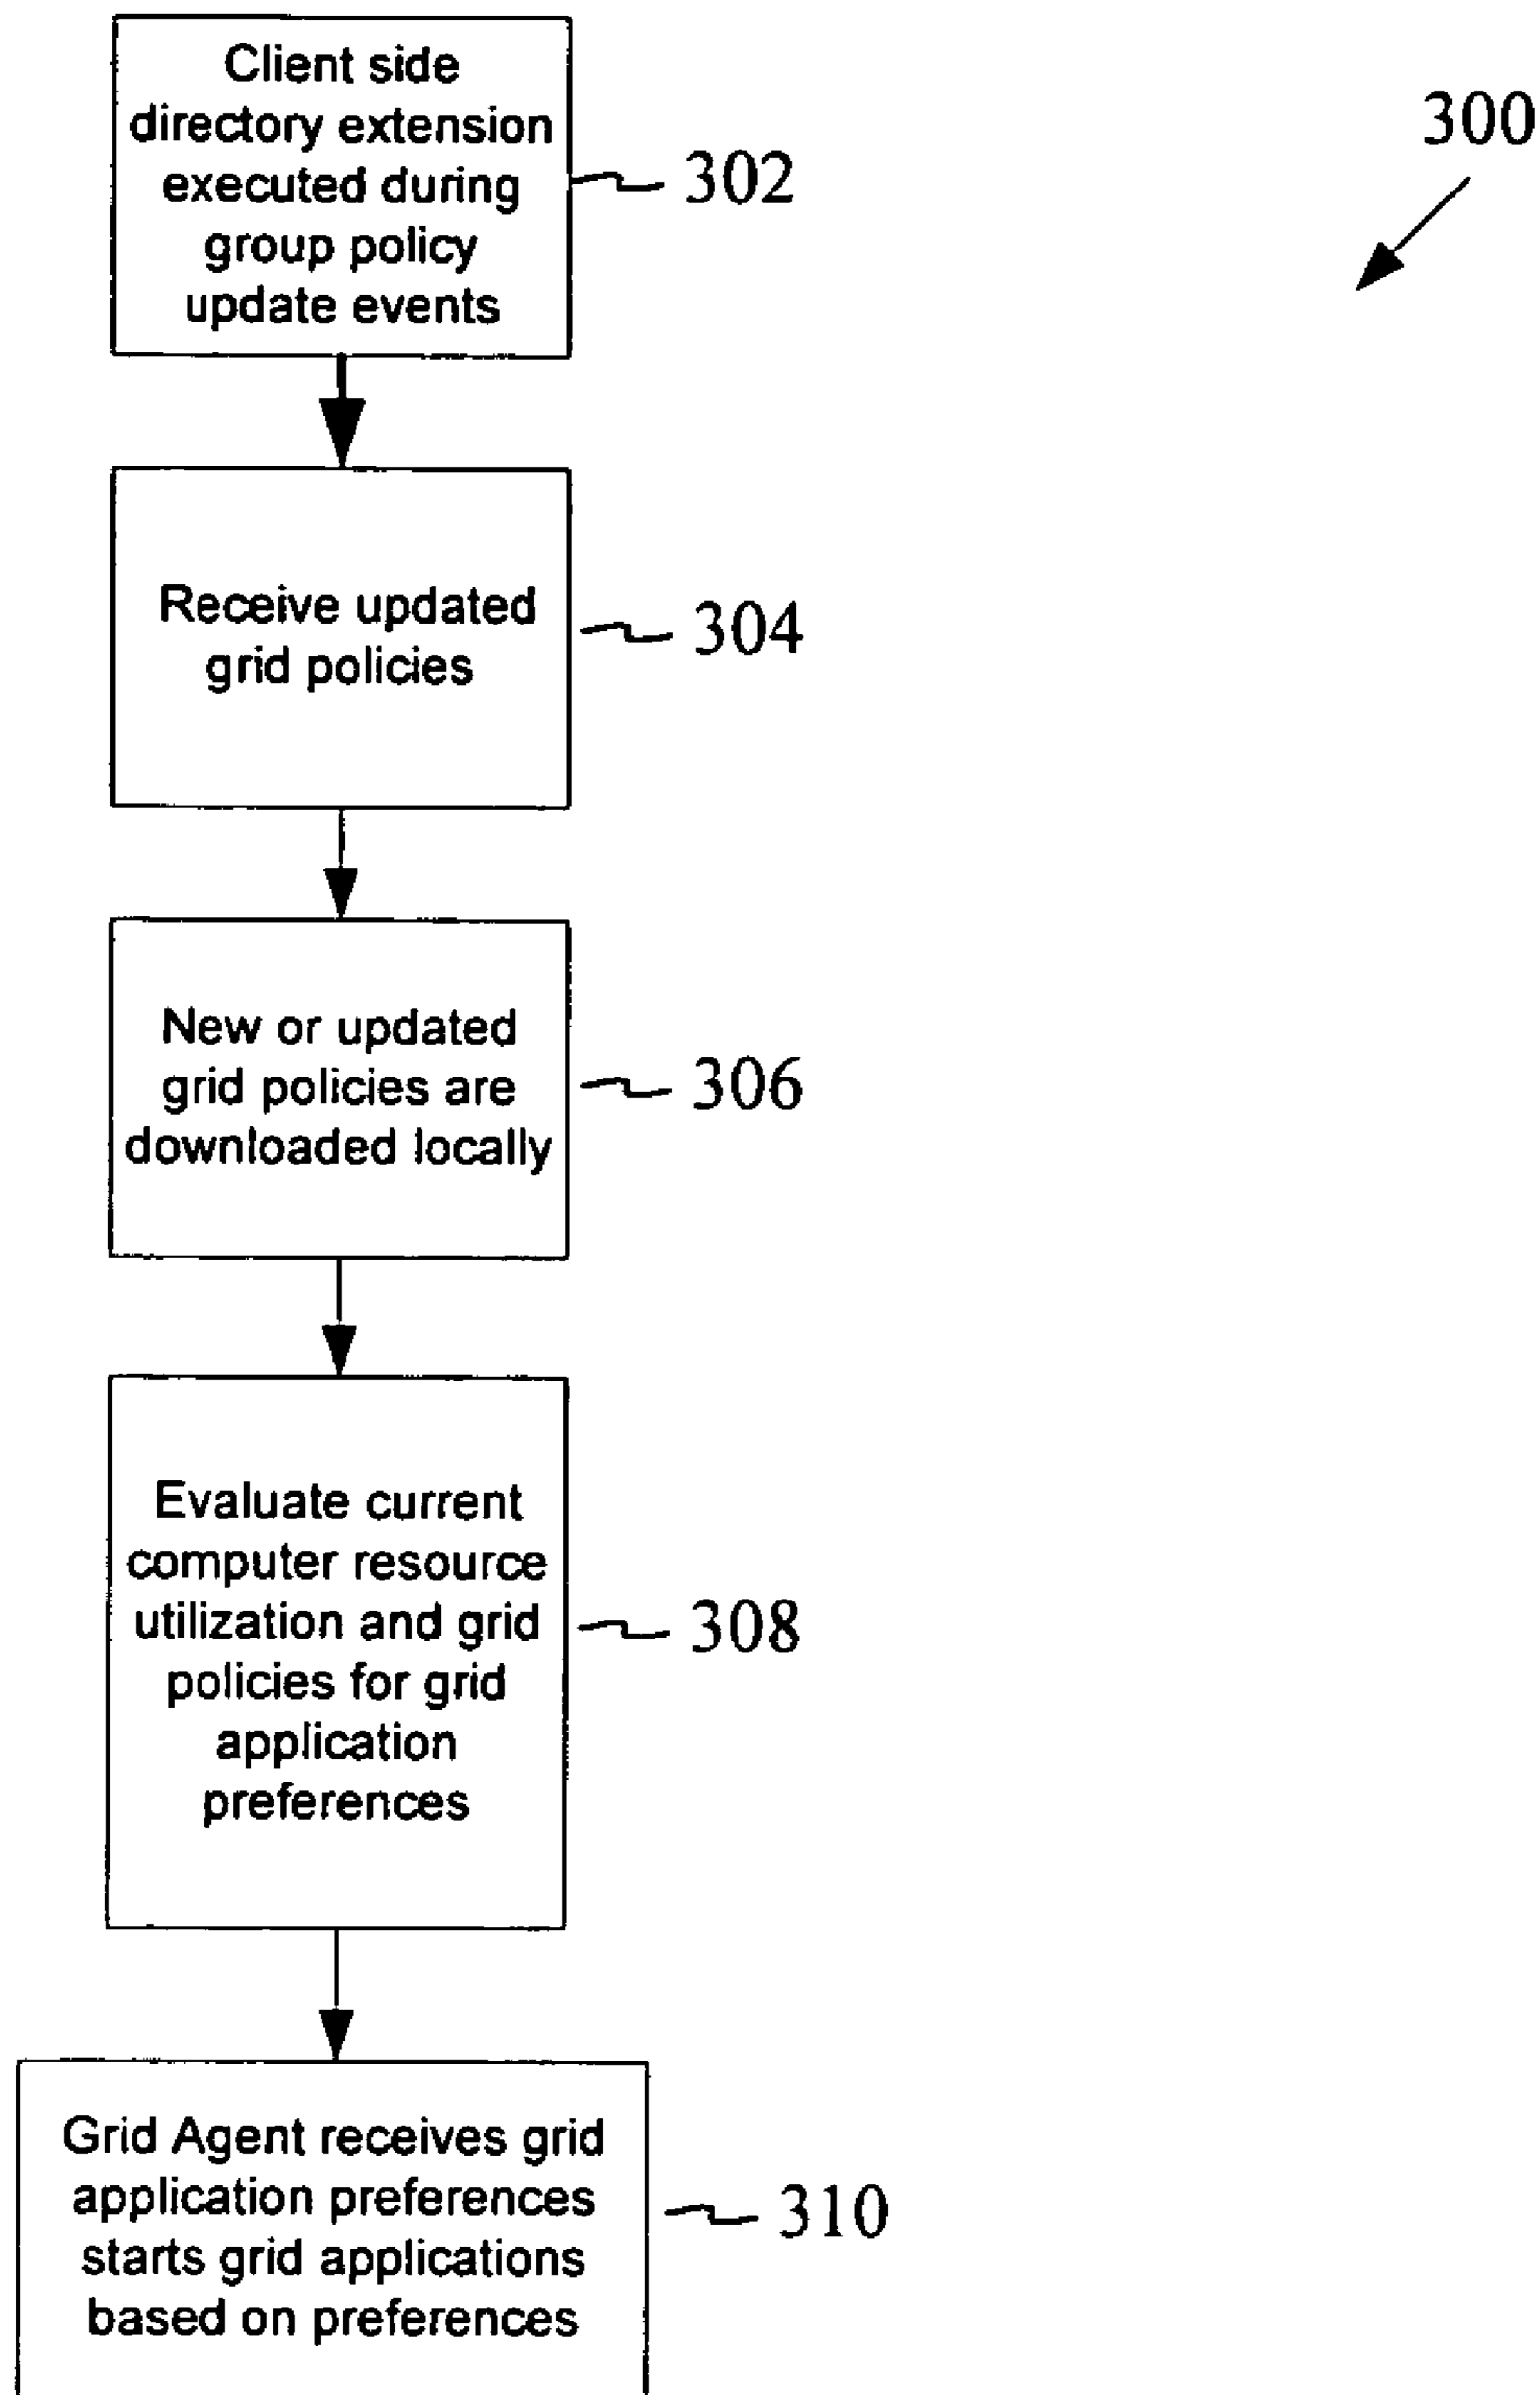 Client side
directory extension
executed during
group policy
update events
302
300
Receive updated
grid policies
304
New or updated
grid policies are
downloaded locally
306
Evaluate current
computer resource
utilization and grid
policies for grid
application
preferences
308
Grid Agent receives grid
application preferences
starts grid applications
based on preferences
310